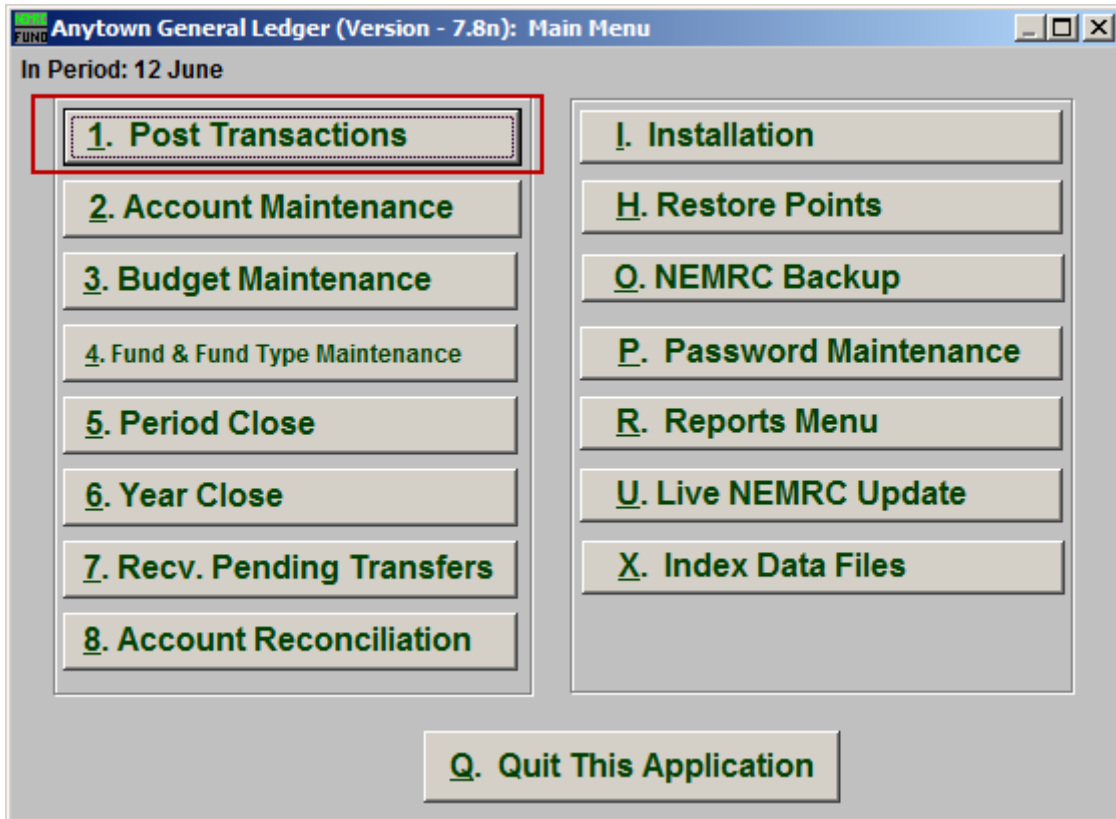 NEMRC
FUND Anytown General Ledger (Version - 7.8n): Main Menu
In Period: 12 June
1. Post Transactions
2. Account Maintenance
3. Budget Maintenance
4. Fund & Fund Type Maintenance
5. Period Close
6. Year Close
7. Recv. Pending Transfers
8. Account Reconciliation
I. Installation
H. Restore Points
O. NEMRC Backup
P. Password Maintenance
R. Reports Menu
U. Live NEMRC Update
X. Index Data Files
Q. Quit This Application